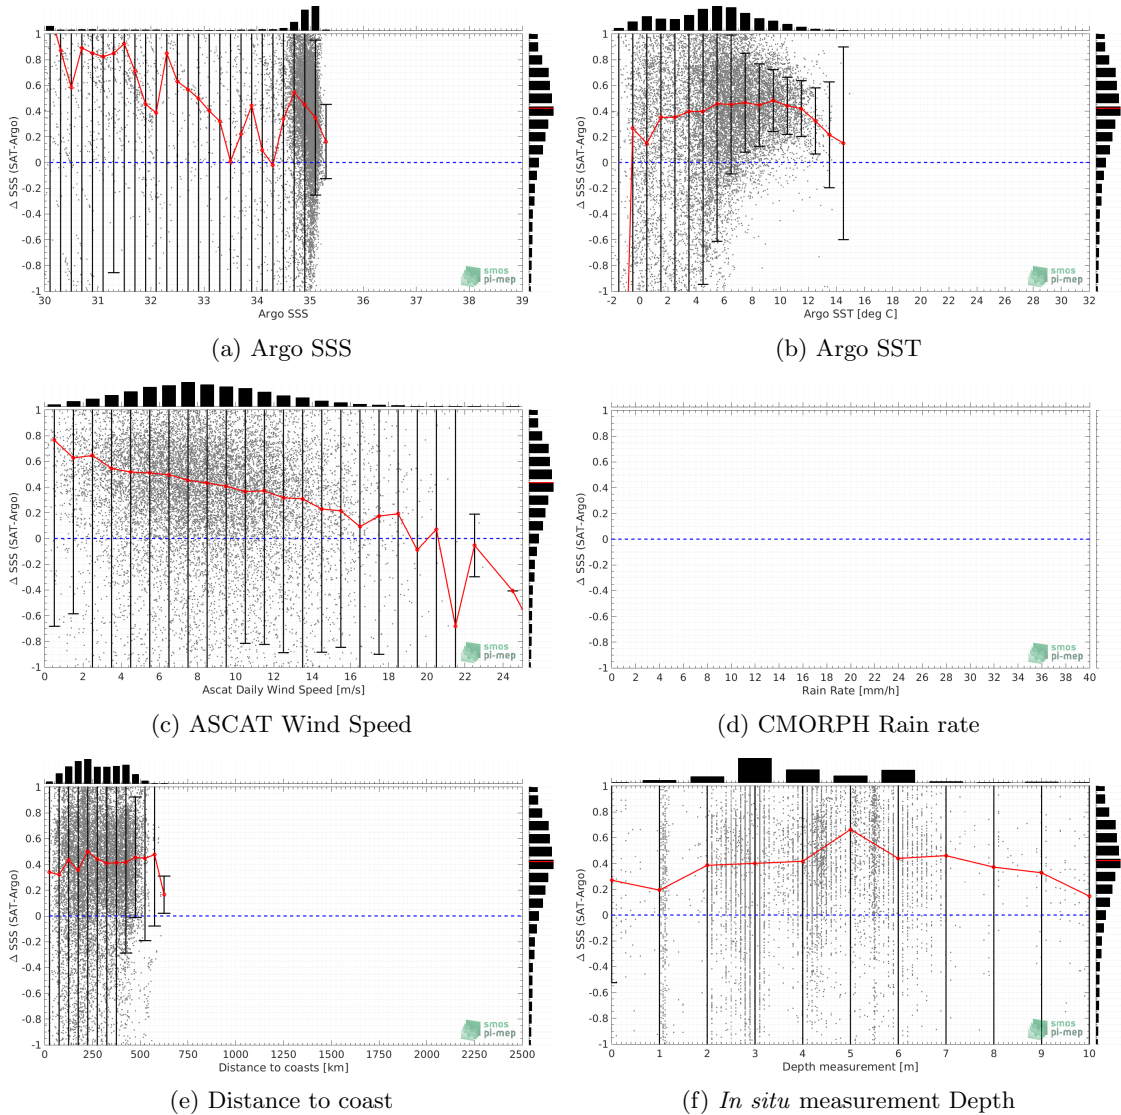 1
0.8
0.6
0.4
0.2
0
-0.2
-0.4
-0.6
-0.8
-1
Δ SSS (SAT-Argo)
30 31 32 33 34 35 36 37 38 39
Argo SSS
smos
pi-mep
(a) Argo SSS
1
0.8
0.6
0.4
0.2
0
-0.2
-0.4
-0.6
-0.8
-1
Δ SSS (SAT-Argo)
-2 0 2 4 6 8 10 12 14 16 18 20 22 24 26 28 30 32
Argo SST [deg C]
smos
pi-mep
(b) Argo SST
1
0.8
0.6
0.4
0.2
0
-0.2
-0.4
-0.6
-0.8
-1
Δ SSS (SAT-Argo)
0 2 4 6 8 10 12 14 16 18 20 22 24
Ascat Daily Wind Speed [m/s]
smos
pi-mep
(c) ASCAT Wind Speed
1
0.8
0.6
0.4
0.2
0
-0.2
-0.4
-0.6
-0.8
-1
Δ SSS (SAT-Argo)
0 2 4 6 8 10 12 14 16 18 20 22 24 26 28 30 32 34 36 38 40
Rain Rate [mm/h]
smos
pi-mep
(d) CMORPH Rain rate
1
0.8
0.6
0.4
0.2
0
-0.2
-0.4
-0.6
-0.8
-1
Δ SSS (SAT-Argo)
0 250 500 750 1000 1250 1500 1750 2000 2250 2500
Distance to coasts [km]
smos
pi-mep
(e) Distance to coast
1
0.8
0.6
0.4
0.2
0
-0.2
-0.4
-0.6
-0.8
-1
Δ SSS (SAT-Argo)
0 1 2 3 4 5 6 7 8 9 10
Depth measurement [m]
smos
pi-mep
(f) In situ measurement Depth